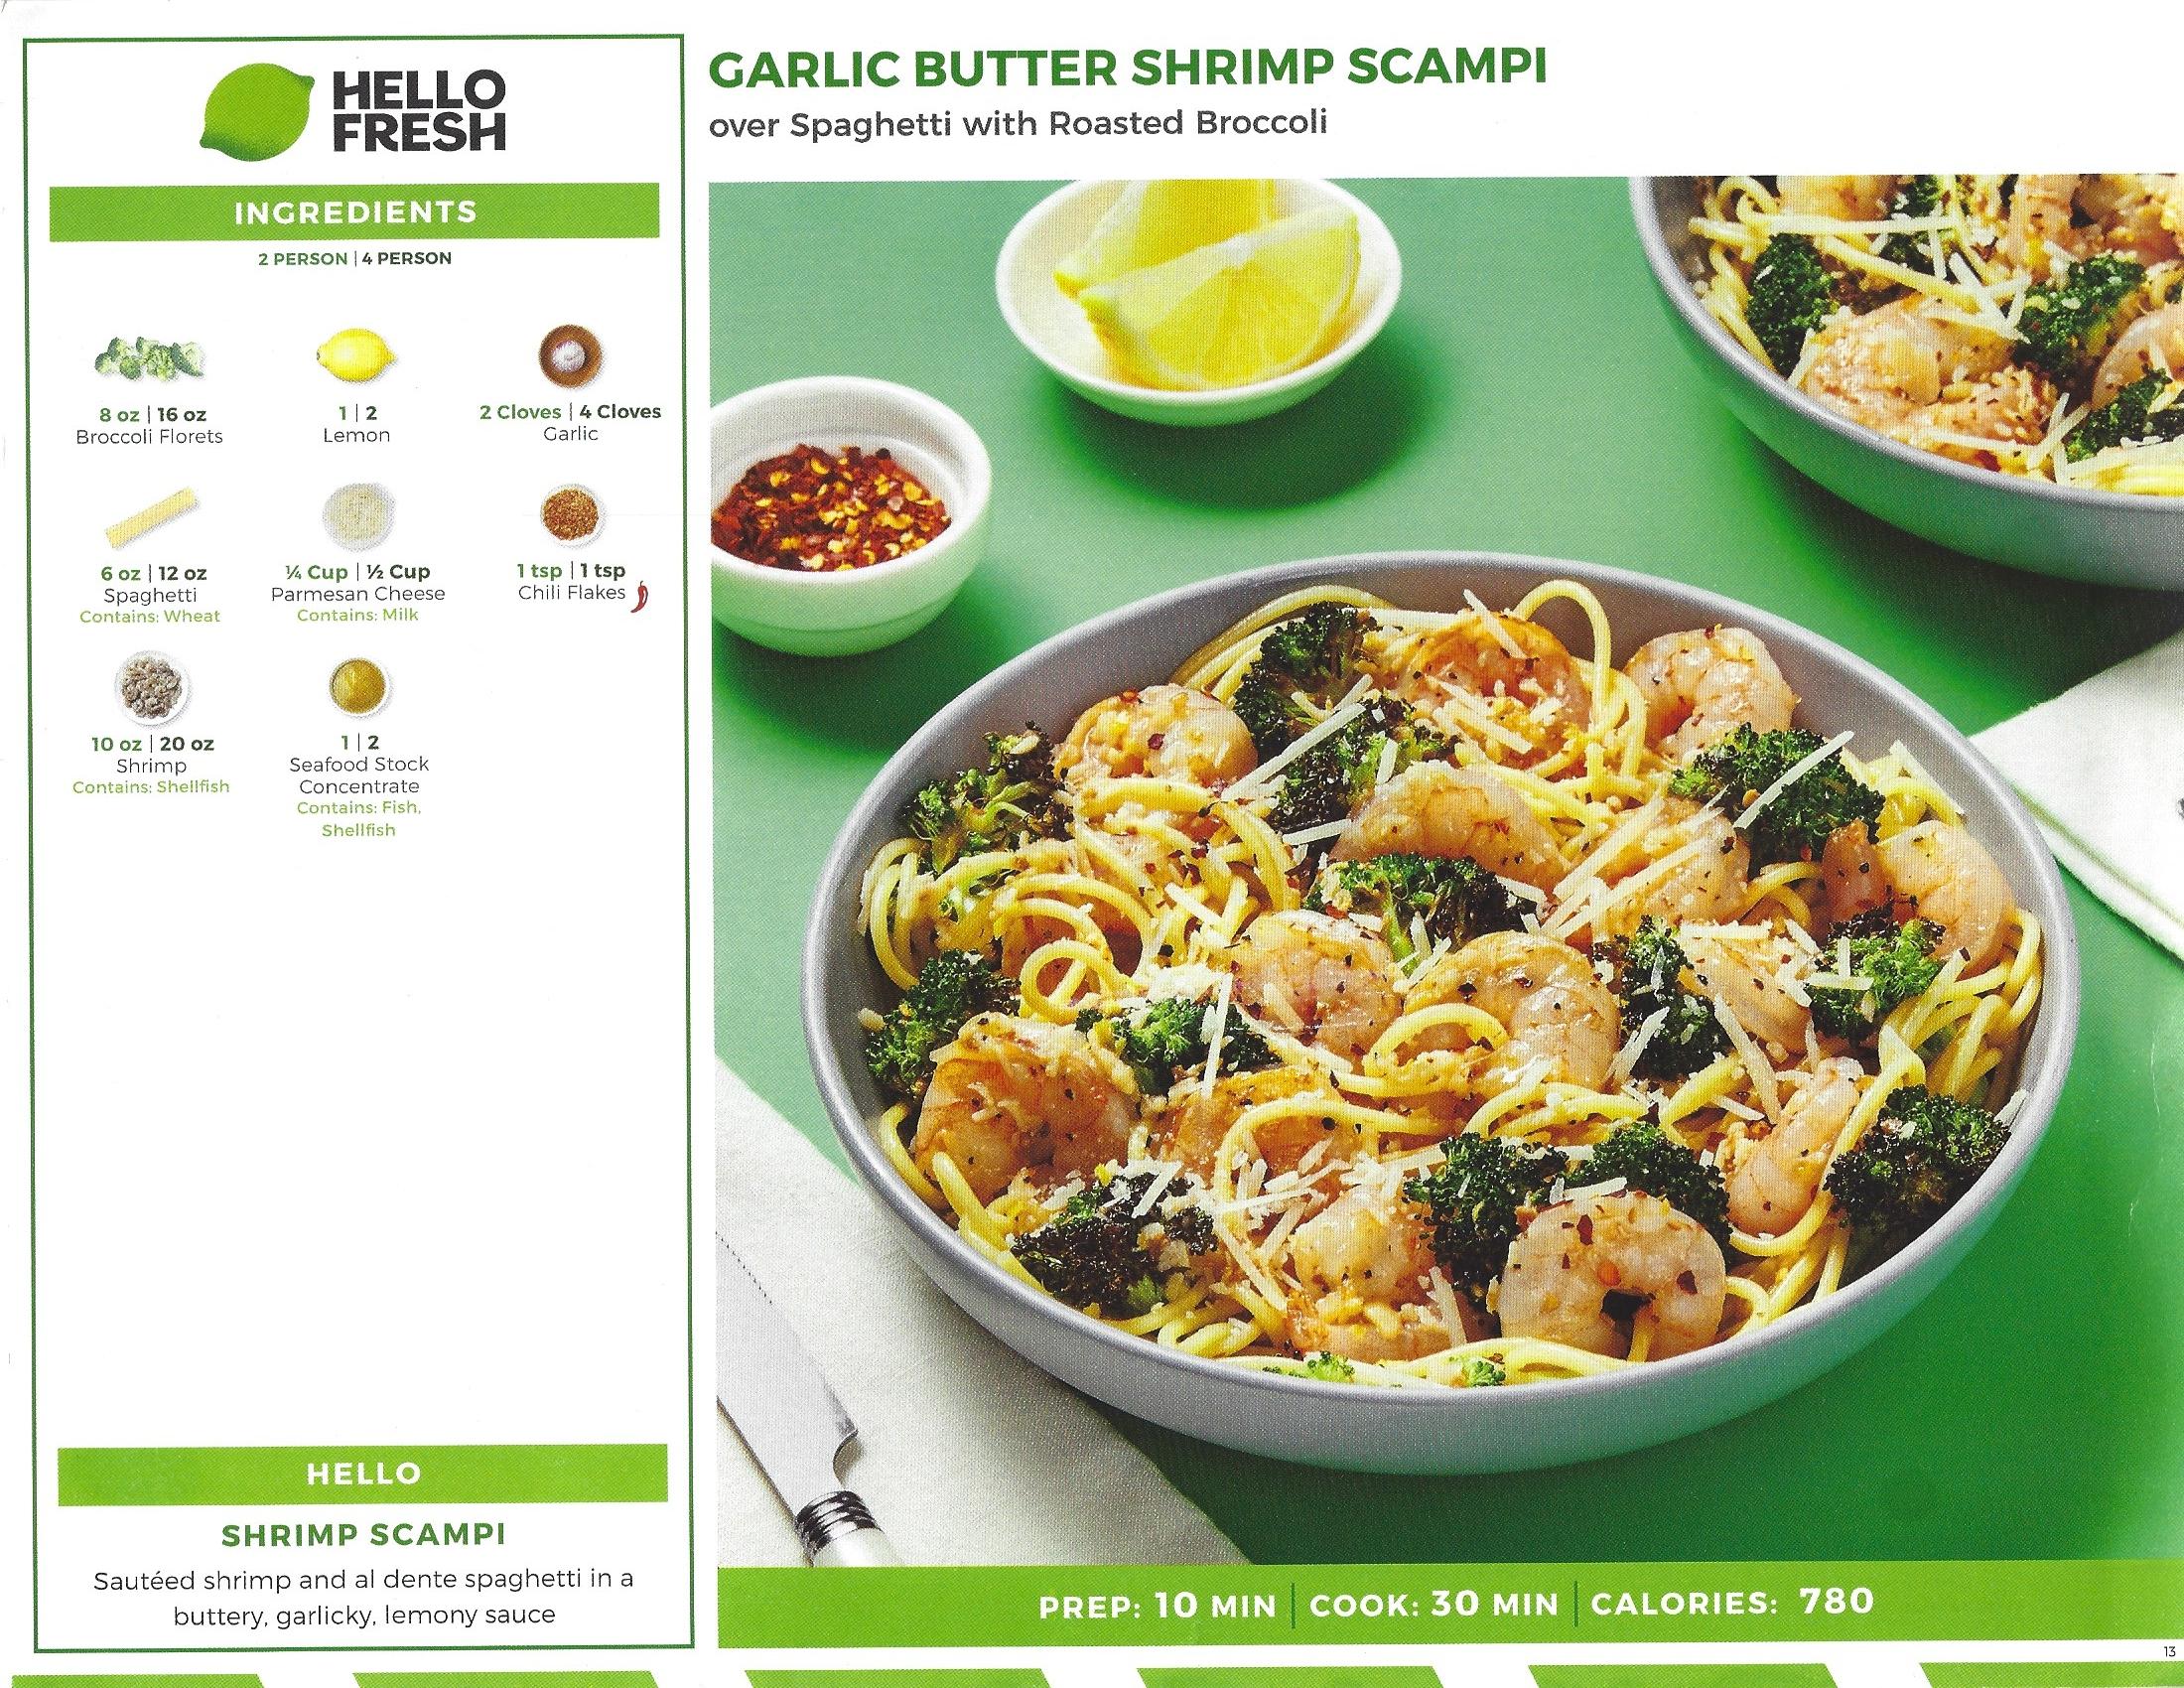 HELLO
FRESH
INGREDIENTS
2 PERSON | 4 PERSON
8 oz | 16 oz
Broccoli Florets
1 | 2
Lemon
2 Cloves | 4 Cloves
Garlic
6 oz | 12 oz
Spaghetti
Contains: Wheat
¼ Cup | ½ Cup
Parmesan Cheese
Contains: Milk
1 tsp | 1 tsp
Chili Flakes
10 oz | 20 oz
Shrimp
Contains: Shellfish
1 | 2
Seafood Stock
Concentrate
Contains: Fish,
Shellfish
HELLO
SHRIMP SCAMPI
Sautéed shrimp and al dente spaghetti in a
buttery, garlicky, lemony sauce
GARLIC BUTTER SHRIMP SCAMPI
over Spaghetti with Roasted Broccoli
PREP: 10 MIN | COOK: 30 MIN | CALORIES: 780
13